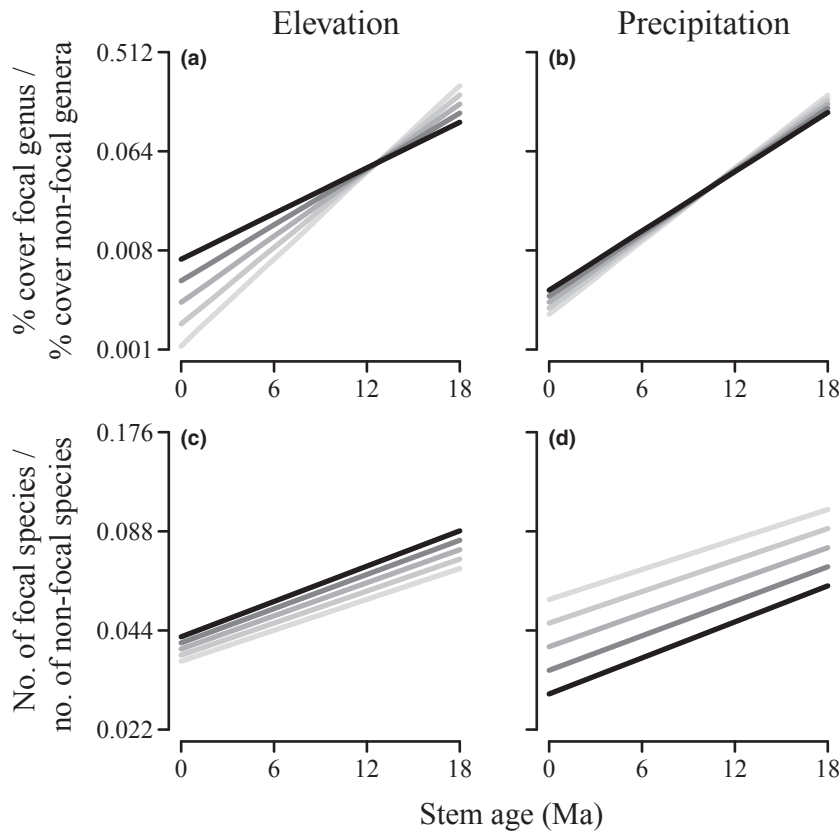 Elevation
Precipitation
% cover focal genus /
% cover non-focal genera
0.512
0.064
0.008
0.001
(a)
0
6
12
18
(b)
0
6
12
18
No. of focal species /
no. of non-focal species
0.176
0.088
0.044
0.022
(c)
0
6
12
18
(d)
0
6
12
18
Stem age (Ma)